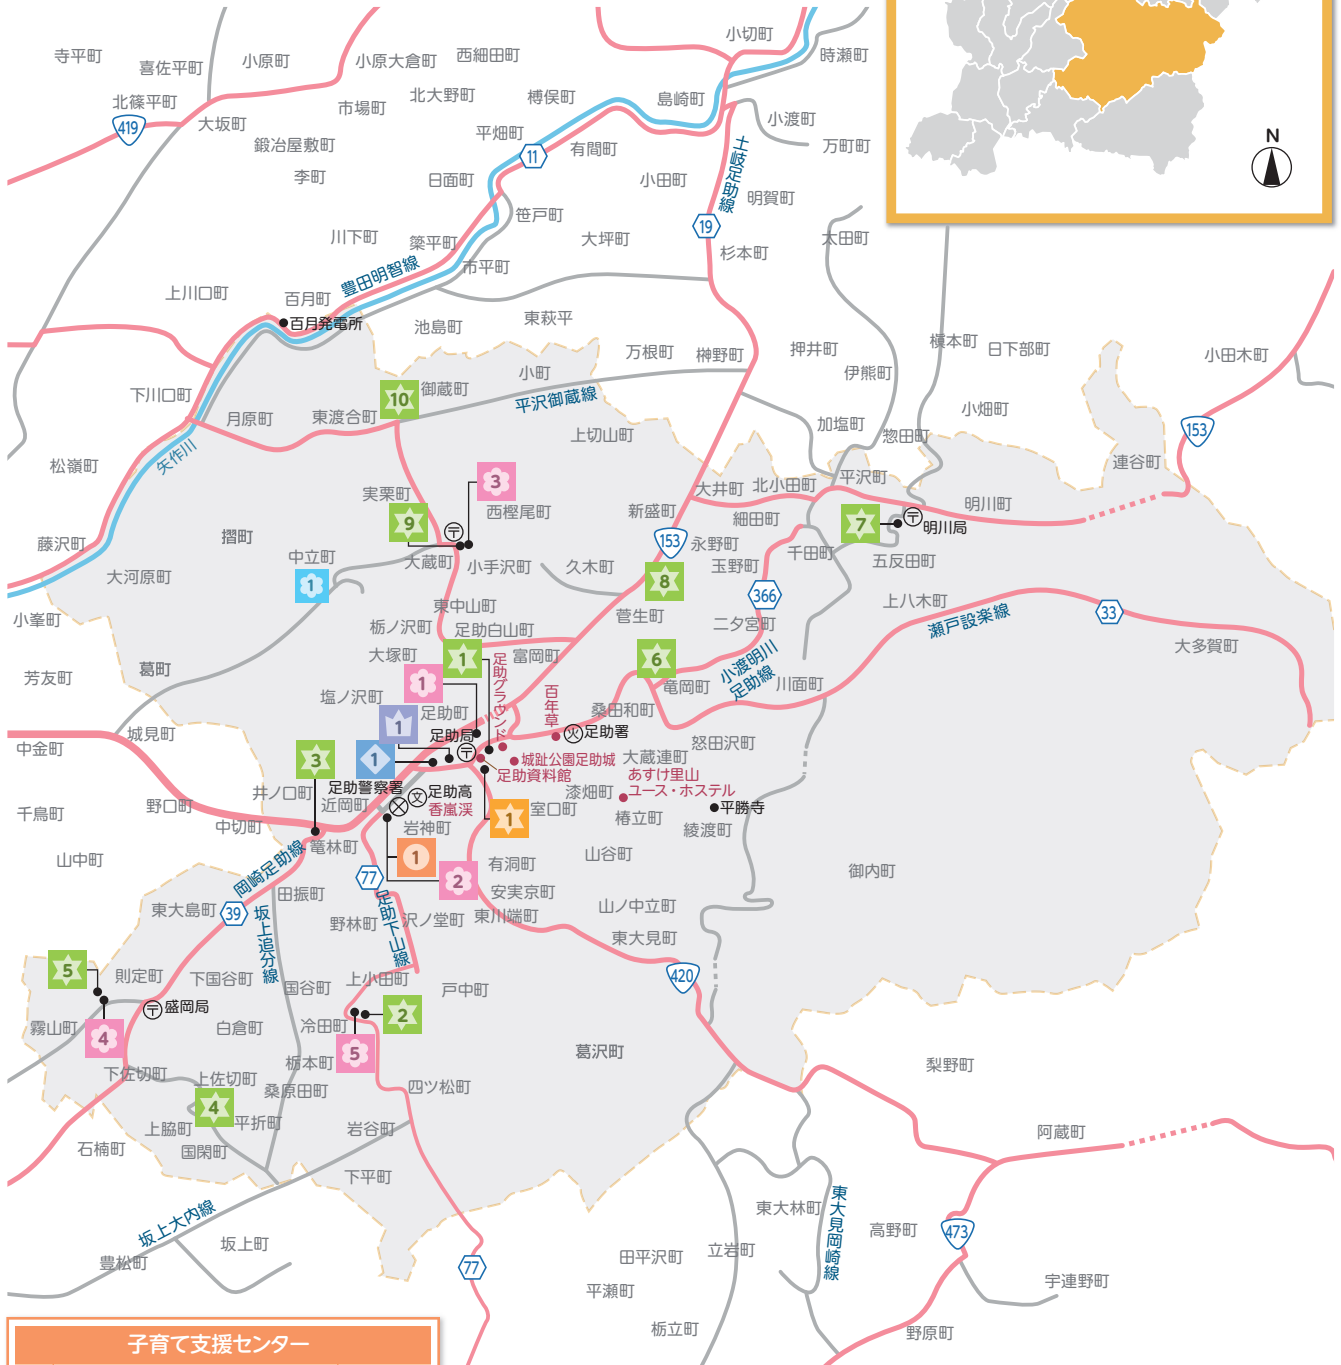 小切町
時瀬町
寺平町
喜佐平町
小原町
小原大倉町
西細田町
北篠平町
419
大坂町
市場町
北大野町
榑俣町
島崎町
小渡町
鍛冶屋敷町
平畑町
11
有間町
万町町
N
李町
日面町
小田町
土岐足助線
明賀町
笹戸町
19
川下町
簗平町
大坪町
杉本町
太田町
豊田明智線
市平町
上川口町
百月町
百月発電所
池島町
東萩平
万根町
榊野町
押井町
槇本町
日下部町
小田木町
伊熊町
下川口町
10
御蔵町
小町
平沢御蔵線
月原町
東渡合町
上切山町
加塩町
惣田町
小畑町
153
矢作川
松嶺町
連谷町
実栗町
3
西樫尾町
新盛町
大井町
北小田町
平沢町
明川町
9
細田町
7
〒
明川局
摺町
〒
153
永野町
千田町
藤沢町
中立町
大蔵町
小手沢町
久木町
玉野町
五反田町
大河原町
1
8
366
上八木町
瀬戸設楽線
33
小峯町
東中山町
菅生町
二タ宮町
栃ノ沢町
足助白山町
大多賀町
大塚町
1
足助グラウンド
富岡町
6
小渡明川足助線
芳友町
葛町
1
竜岡町
川面町
塩ノ沢町
百年草
桑田和町
1
足助町
火
足助署
中金町
城見町
足助局
〒
大蔵連町
怒田沢町
3
1
城趾公園足助城
足助資料館
あすけ里山
ユース・ホステル
足助警察署
文
足助高
漆畑町
井ノ口町
近岡町
香嵐渓
千鳥町
野口町
1
室口町
椿立町
平勝寺
中切町
岩神町
綾渡町
竜林町
1
山中町
岡崎足助線
77
2
有洞町
山谷町
御内町
田振町
足助下山線
安実京町
東大島町
39
坂上追分線
野林町
沢ノ堂町
東川端町
山ノ中立町
東大見町
5
則定町
下国谷町
国谷町
上小田町
戸中町
420
〒
盛岡局
2
霧山町
4
白倉町
冷田町
5
葛沢町
栃本町
梨野町
下佐切町
上佐切町
桑原田町
四ツ松町
4
上脇町
平折町
岩谷町
阿蔵町
石楠町
国閑町
下平町
坂上大内線
東大林町
東大見岡崎線
高野町
473
坂上町
立岩町
豊松町
田平沢町
77
平瀬町
宇連野町
栃立町
野原町
子育て支援センター